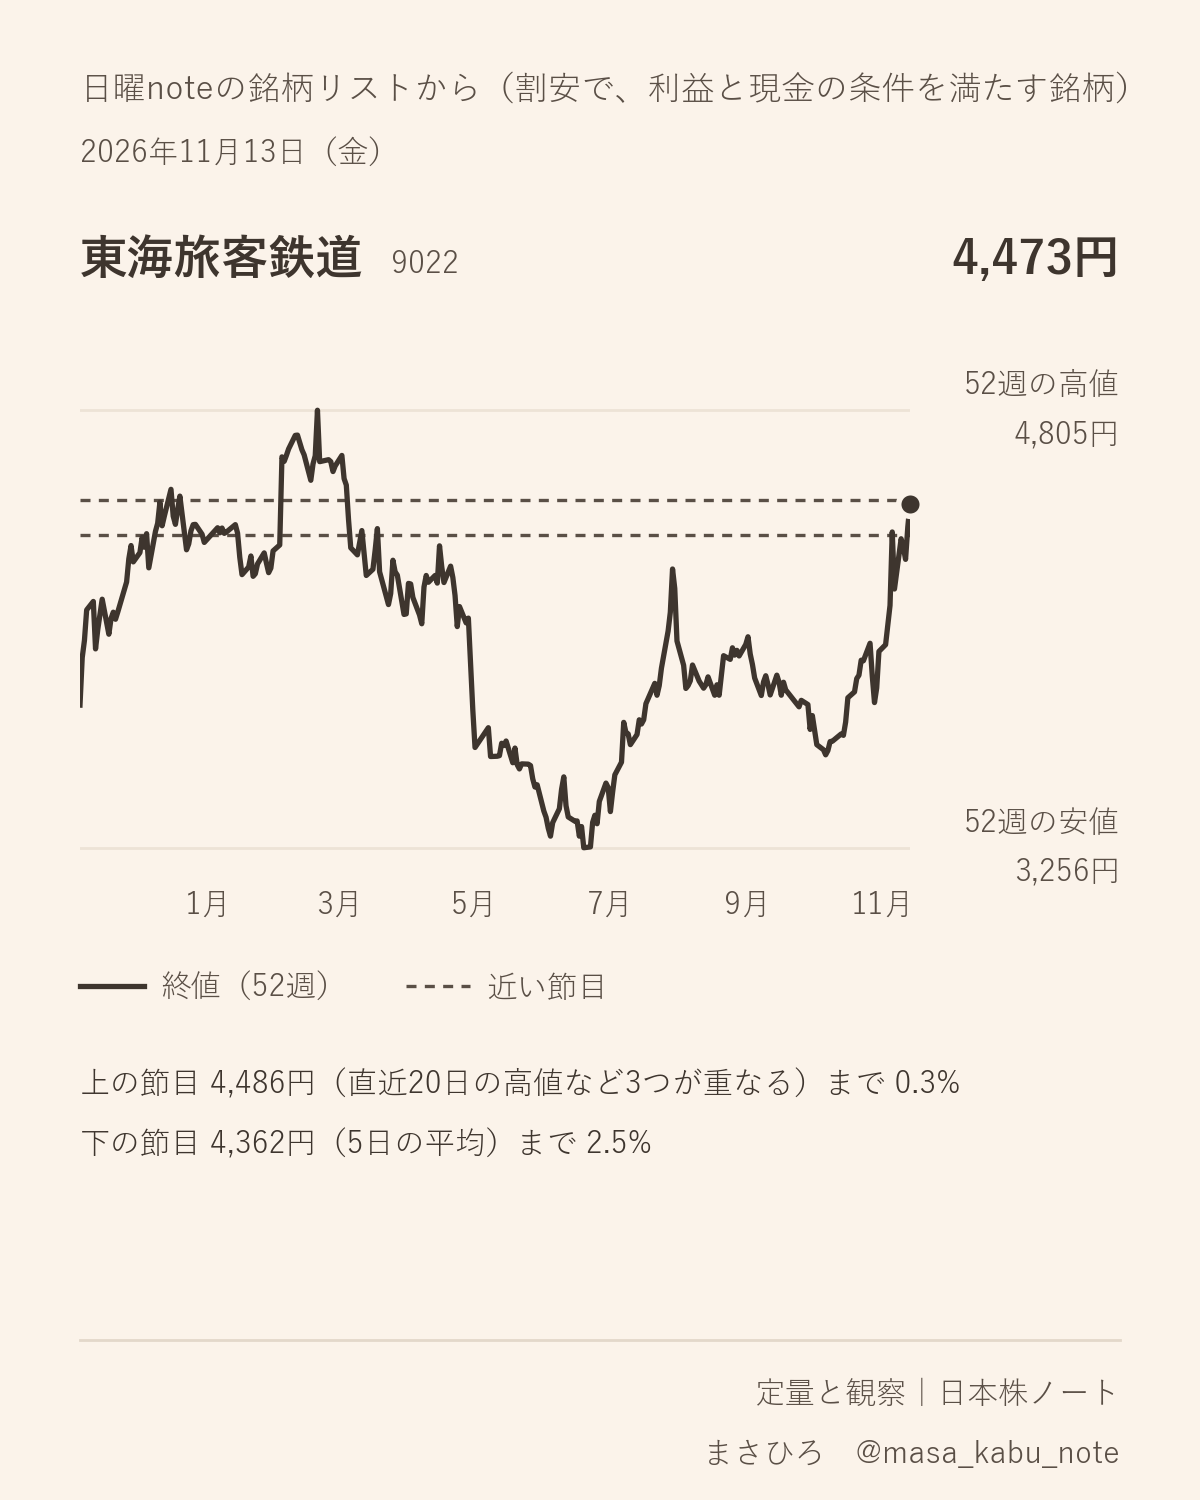 日曜noteの銘柄リストから（割安で、利益と現金の条件を満たす銘柄）
2026年11月13日（金）
東海旅客鉄道 9022 4,473円
52週の高値
4,805円
52週の安値
3,256円
1月 3月 5月 7月 9月 11月
終値（52週） 近い節目
上の節目 4,486円（直近20日の高値など3つが重なる）まで 0.3%
下の節目 4,362円（5日の平均）まで 2.5%
定量と観察｜日本株ノート
まさひろ　@masa_kabu_note